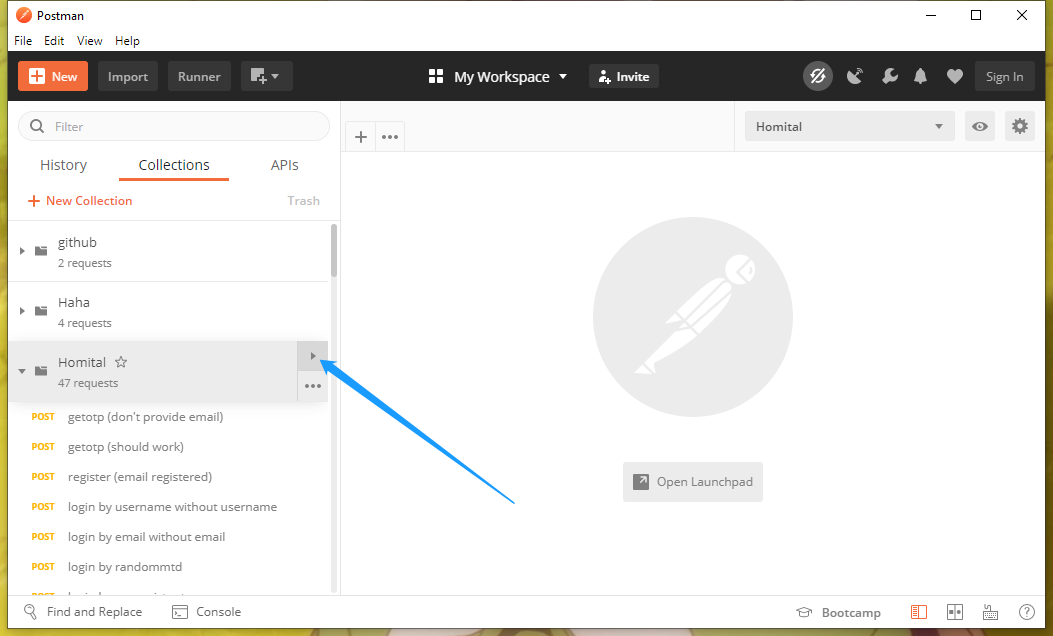 Postman
File Edit View Help
New Import Runner My Workspace Invite Sign In
Filter
Homital
History Collections APIs
New Collection Trash
github
2 requests
Haha
4 requests
Homital
47 requests
POST getotp (don't provide email)
POST getotp (should work)
POST register (email registered)
POST login by username without username
POST login by email without email
POST login by randommtd
Open Launchpad
Find and Replace Console Bootcamp